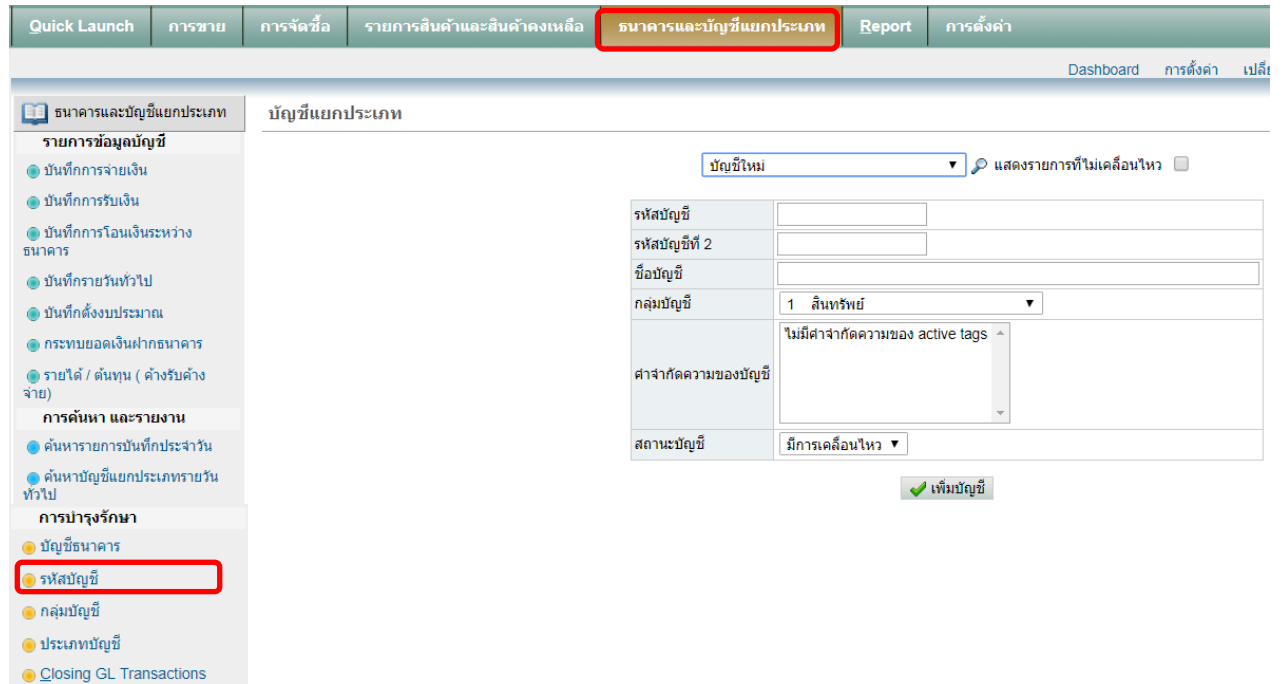 Quick Launch การขาย การจัดซื้อ รายการสินค้าและสินค้าคงเหลือ ธนาคารและบัญชีแยกประเภท Report การตั้งค่า
Dashboard การตั้งค่า
ธนาคารและบัญชีแยกประเภท
รายการข้อมูลบัญชี
บันทึกการจ่ายเงิน
บันทึกการรับเงิน
บันทึกการโอนเงินระหว่าง
ธนาคาร
บันทึกรายวันทั่วไป
บันทึกตั้งงบประมาณ
กระทบยอดเงินฝากธนาคาร
รายได้ / ต้นทุน ( ค้างรับค้าง
จ่าย)
การค้นหา และรายงาน
ค้นหารายการบันทึกประจำวัน
ค้นหาบัญชีแยกประเภทรายวัน
ทั่วไป
การบำรุงรักษา
บัญชีธนาคาร
รหัสบัญชี
กลุ่มบัญชี
ประเภทบัญชี
Closing GL Transactions
บัญชีแยกประเภท
บัญชีใหม่ แสดงรายการที่ไม่เคลื่อนไหว
รหัสบัญชี
รหัสบัญชีที่ 2
ชื่อบัญชี
กลุ่มบัญชี 1 สินทรัพย์
คำจำกัดความของบัญชี ไม่มีคำจำกัดความของ active tags
สถานะบัญชี มีการเคลื่อนไหว
เพิ่มบัญชี